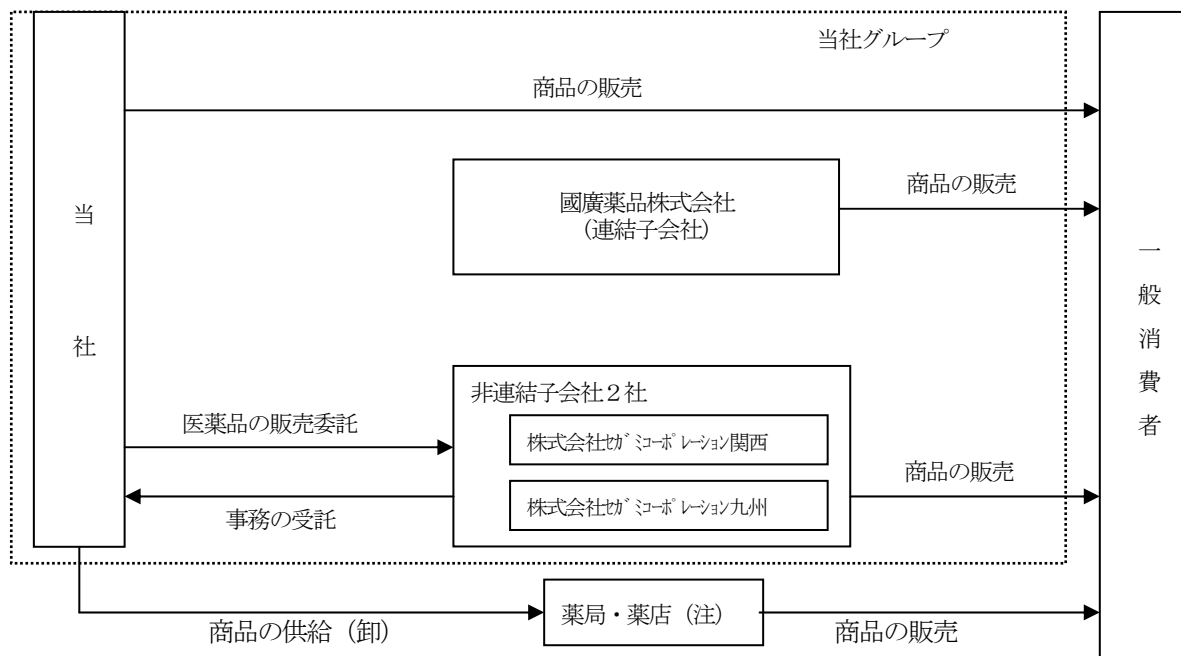 当社グループ
商品の販売
当社
國廣薬品株式会社
(連結子会社)
商品の販売
一般消費者
非連結子会社２社
医薬品の販売委託
株式会社ｾｶﾞﾐｺｰﾎﾟﾚｰｼｮﾝ関西
商品の販売
株式会社ｾｶﾞﾐｺｰﾎﾟﾚｰｼｮﾝ九州
事務の受託
薬局・薬店（注）
商品の供給（卸）
商品の販売